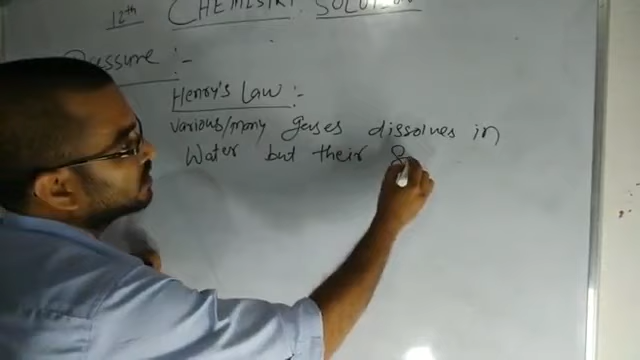 12th CHEMISTRY SOLUTION
Pressure :-
Henry's Law :-
various/many gases dissolves in
Water but their